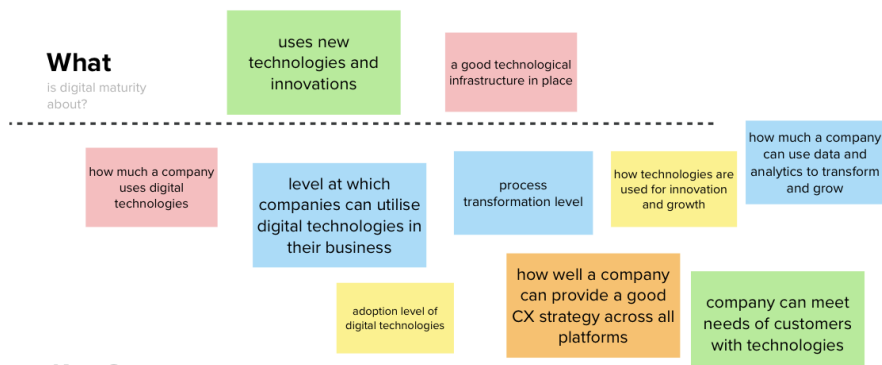 What
is digital maturity
about?
uses new
technologies and
innovations
a good technological
infrastructure in place
how much a company
uses digital
technologies
level at which
companies can utilise
digital technologies in
their business
process
transformation level
how technologies are
used for innovation
and growth
how much a company
can use data and
analytics to transform
and grow
adoption level of
digital technologies
how well a company
can provide a good
CX strategy across all
platforms
company can meet
needs of customers
with technologies